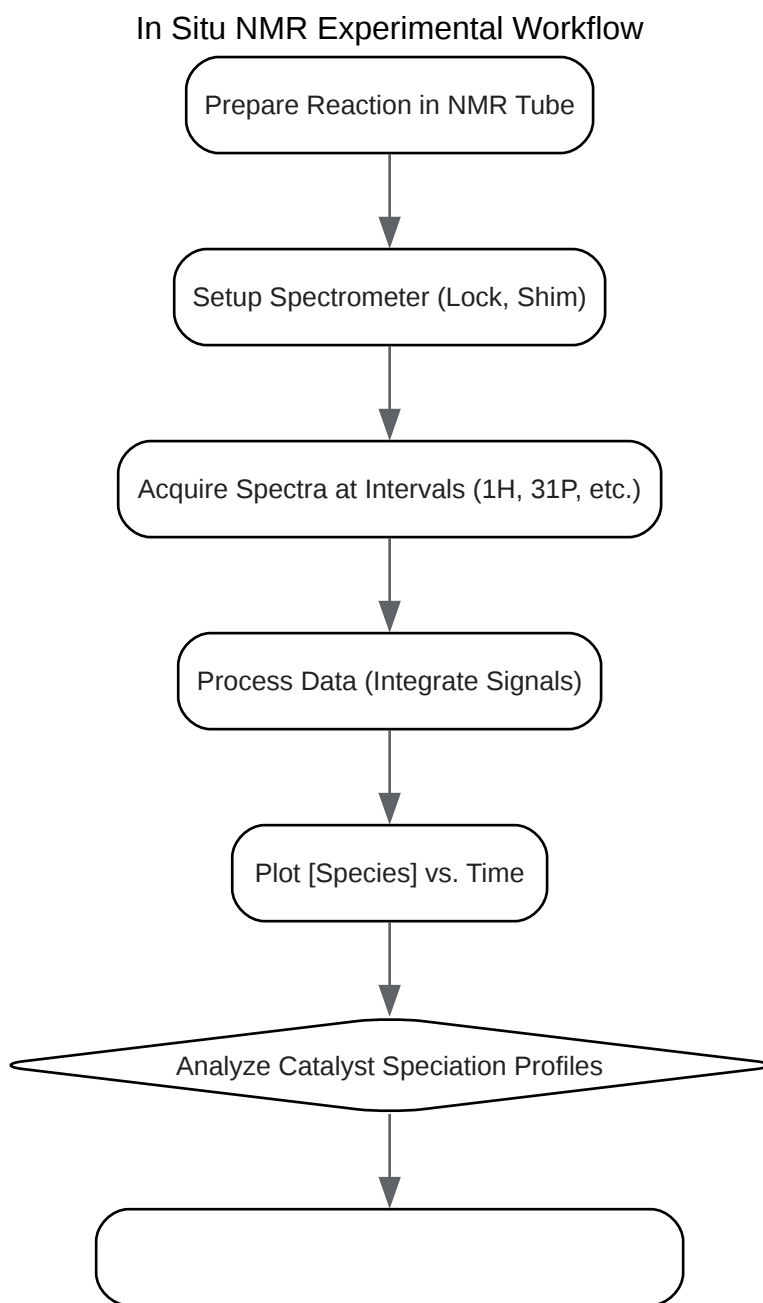 In Situ NMR Experimental Workflow
Prepare Reaction in NMR Tube
Setup Spectrometer (Lock, Shim)
Acquire Spectra at Intervals (1H, 31P, etc.)
Process Data (Integrate Signals)
Plot [Species] vs. Time
Analyze Catalyst Speciation Profiles